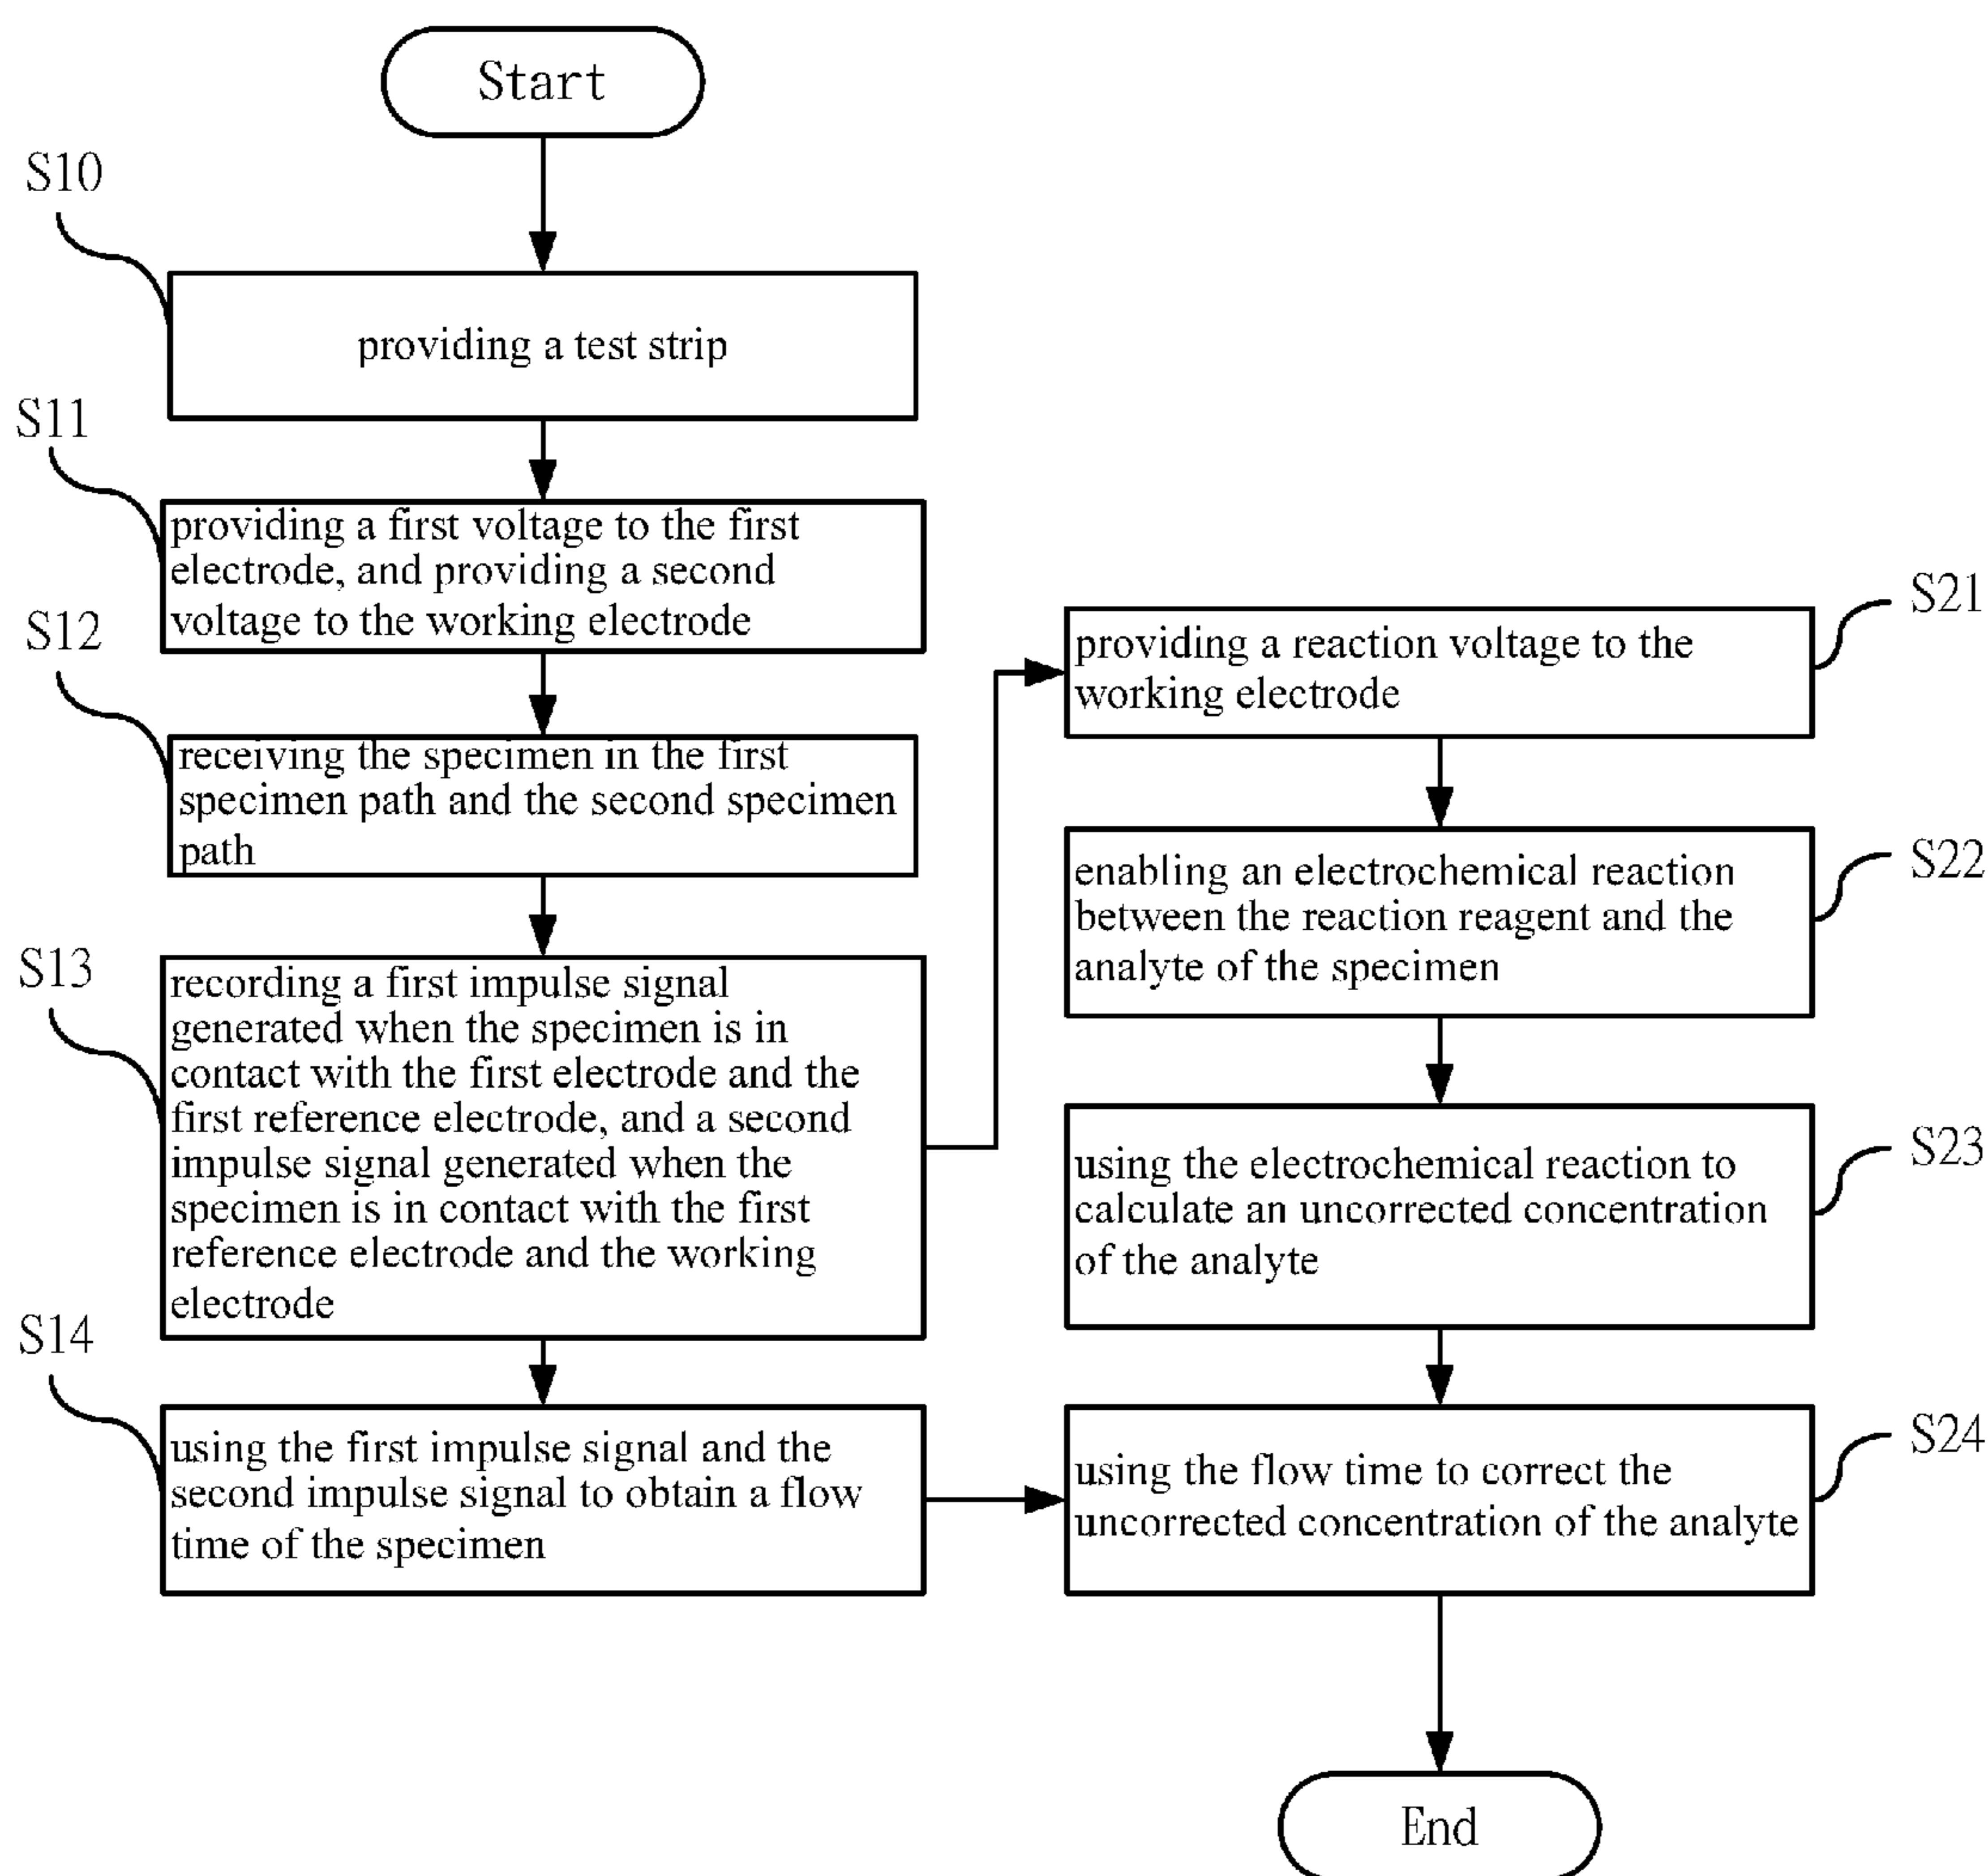 Start
S10
providing a test strip
S11
providing a first voltage to the first
electrode, and providing a second
voltage to the working electrode
S12
receiving the specimen in the first
specimen path and the second specimen
path
S13
recording a first impulse signal
generated when the specimen is in
contact with the first electrode and the
first reference electrode, and a second
impulse signal generated when the
specimen is in contact with the first
reference electrode and the working
electrode
S14
using the first impulse signal and the
second impulse signal to obtain a flow
time of the specimen
S21
providing a reaction voltage to the
working electrode
S22
enabling an electrochemical reaction
between the reaction reagent and the
analyte of the specimen
S23
using the electrochemical reaction to
calculate an uncorrected concentration
of the analyte
S24
using the flow time to correct the
uncorrected concentration of the analyte
End